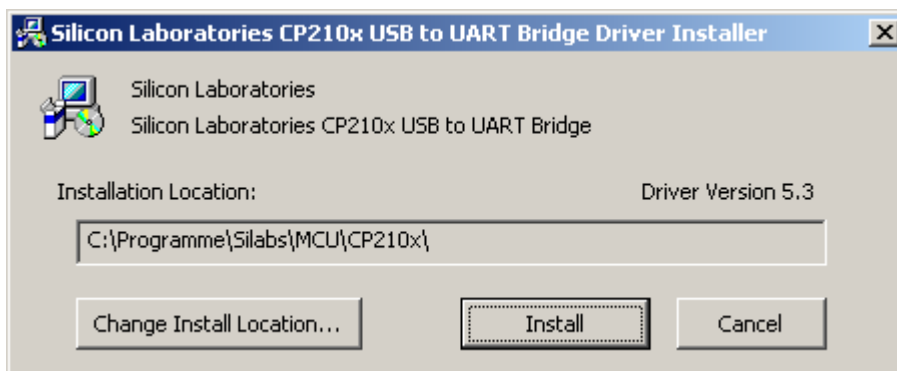 Silicon Laboratories CP210x USB to UART Bridge Driver Installer
Silicon Laboratories
Silicon Laboratories CP210x USB to UART Bridge
Installation Location: Driver Version 5.3
C:\Programme\Silabs\MCU\CP210x\
Change Install Location... Install Cancel